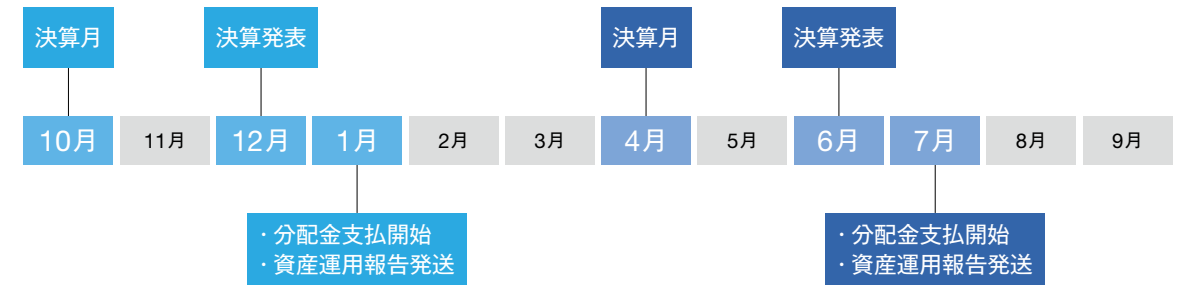 決算月
決算発表
決算月
決算発表
10月
11月
12月
1月
2月
3月
4月
5月
6月
7月
8月
9月
・分配金支払開始
・資産運用報告発送
・分配金支払開始
・資産運用報告発送